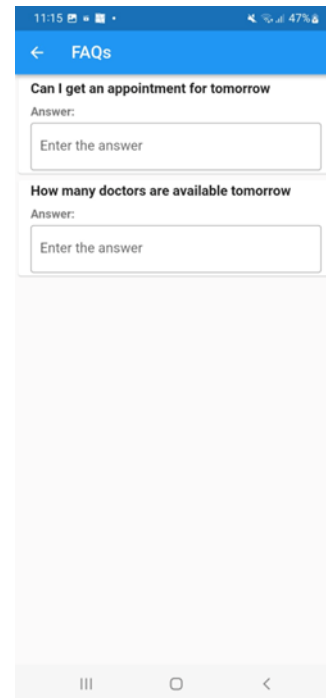 11:15
47%
FAQs
Can I get an appointment for tomorrow
Answer:
Enter the answer
How many doctors are available tomorrow
Answer:
Enter the answer